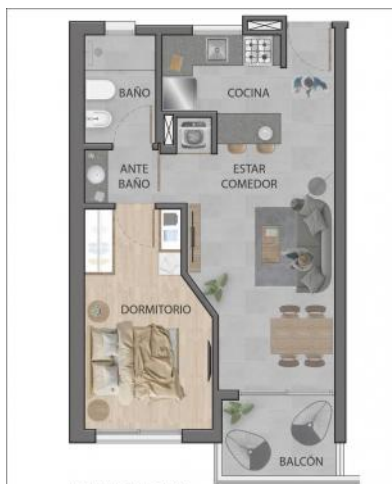 BAÑO
COCINA
ANTE
BAÑO
ESTAR
COMEDOR
DORMITORIO
BALCÓN